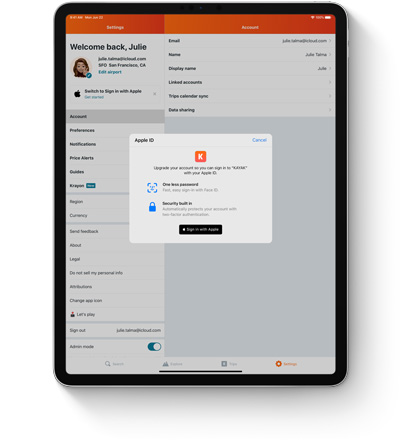 9:41 AM Mon, Jun 22
100%
Settings
Welcome back, Julie
julie.talma@icloud.com
SFO San Francisco, CA
Edit airport
Switch to Sign in with Apple
Get started
Account
Preferences
Notifications
Price Alerts
Guides
Krayon New
Region
Currency
Send feedback
About
Legal
Do not sell my personal info
Attributions
Change app icon
Let's play
Sign out julie.talma@icloud.com
Admin mode
Account
Email julie.talma@icloud.com
Name Julie Talma
Display name Julie
Linked accounts
Trips calendar sync
Data sharing
Apple ID Cancel
K
Upgrade your account so you can sign in to "KAYAK"
with your Apple ID.
One less password
Fast, easy sign in with Face ID.
Security built in
Automatically protects your account with
two-factor authentication.
Sign in with Apple
Search Explore Trips Settings